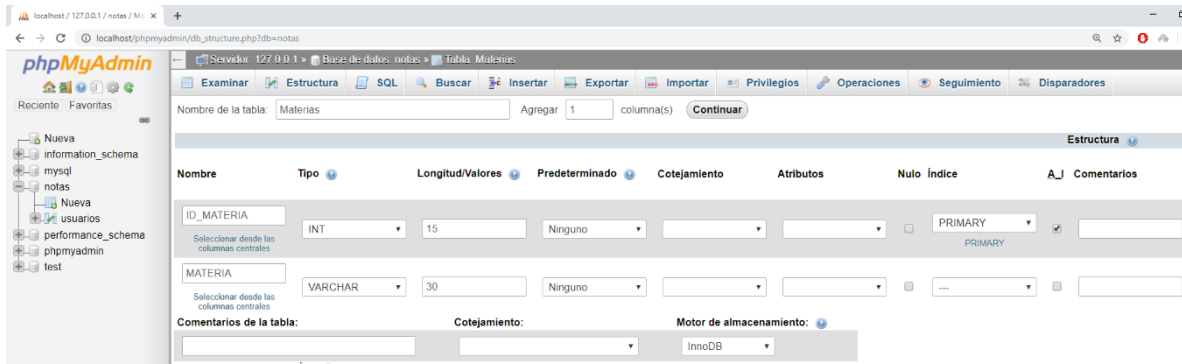 localhost / 127.0.0.1 / notas / Ma
localhost/phpmyadmin/db_structure.php?db=notas
phpMyAdmin
Reciente Favoritas
Nueva
information_schema
mysql
notas
Nueva
usuarios
performance_schema
phpmyadmin
test
Servidor: 127.0.0.1 » Base de datos: notas » Tabla: Materias
Examinar Estructura SQL Buscar Insertar Exportar Importar Privilegios Operaciones Seguimiento Disparadores
Nombre de la tabla: Materias Agregar 1 columna(s) Continuar
Estructura
Nombre Tipo Longitud/Valores Predeterminado Cotejamiento Atributos Nulo Índice A_I Comentarios
ID_MATERIA INT 15 Ninguno PRIMARY
Seleccionar desde las columnas centrales
PRIMARY
MATERIA VARCHAR 30 Ninguno ---
Seleccionar desde las columnas centrales
Comentarios de la tabla: Cotejamiento: Motor de almacenamiento:
InnoDB